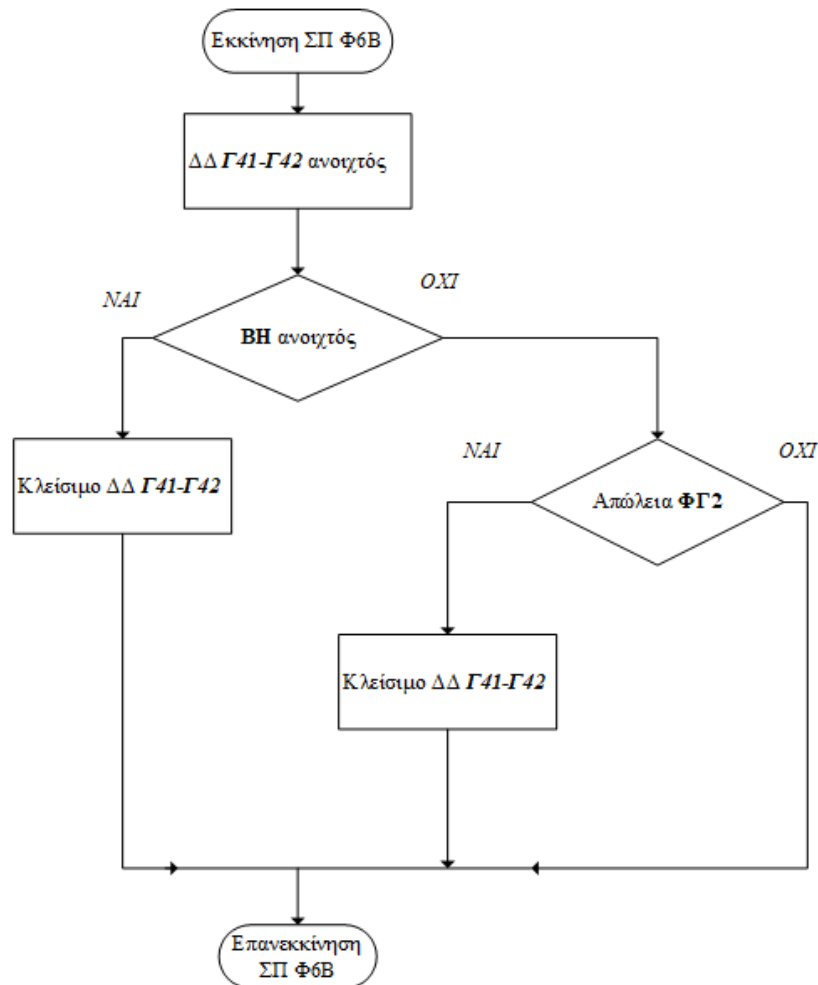 Εκκίνηση ΣΠ Φ6Β
ΔΔ Γ41-Γ42 ανοιχτός
ΝΑΙ
ΟΧΙ
ΒΗ ανοιχτός
Κλείσιμο ΔΔ Γ41-Γ42
ΝΑΙ
ΟΧΙ
Απώλεια ΦΓ2
Κλείσιμο ΔΔ Γ41-Γ42
Επανεκκίνηση
ΣΠ Φ6Β